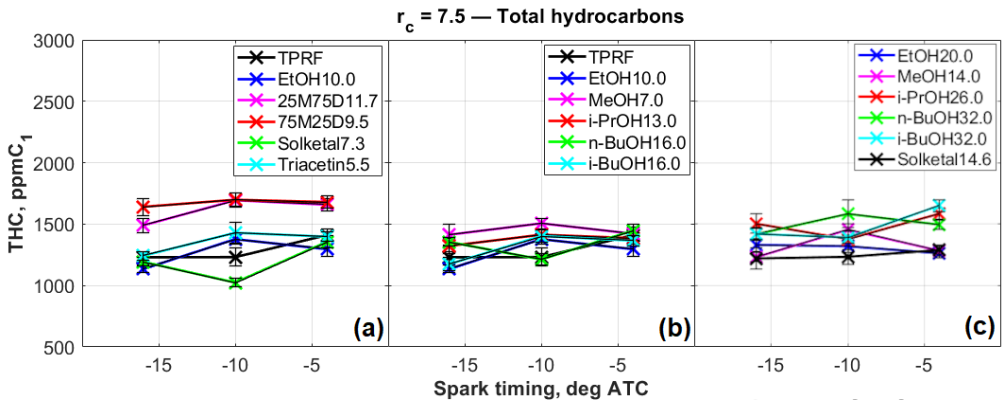 r_c = 7.5 — Total hydrocarbons
THC, ppmC_1
3000
2500
2000
1500
1000
500
TPRF
EtOH10.0
25M75D11.7
75M25D9.5
Solketal7.3
Triacetin5.5
(a)
TPRF
EtOH10.0
MeOH7.0
i-PrOH13.0
n-BuOH16.0
i-BuOH16.0
(b)
EtOH20.0
MeOH14.0
i-PrOH26.0
n-BuOH32.0
i-BuOH32.0
Solketal14.6
(c)
-15 -10 -5 -15 -10 -5 -15 -10 -5
Spark timing, deg ATC